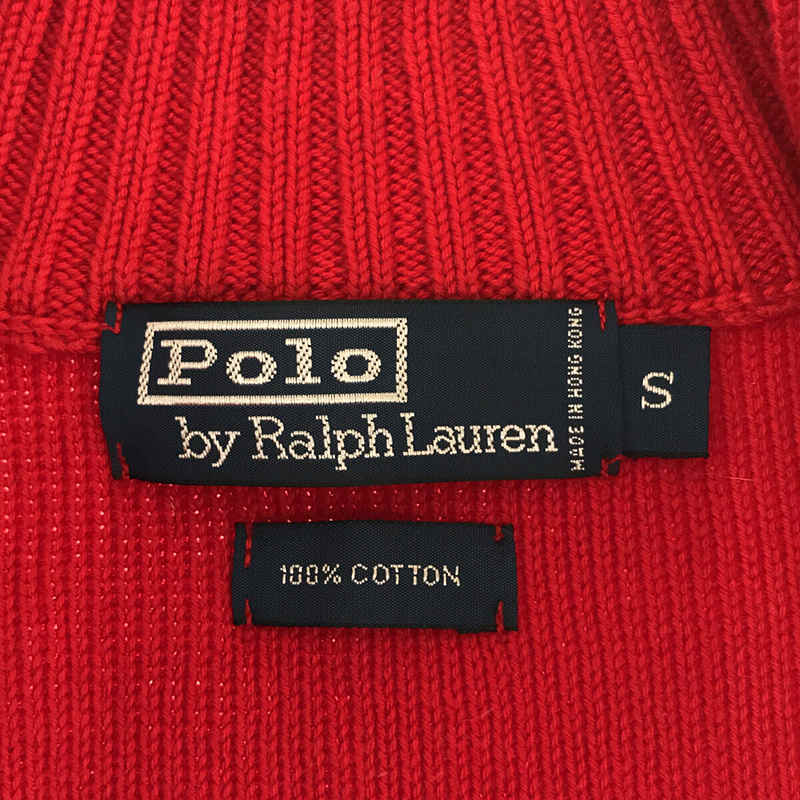 Polo
by Ralph Lauren
MADE IN HONG KONG
S
100% COTTON